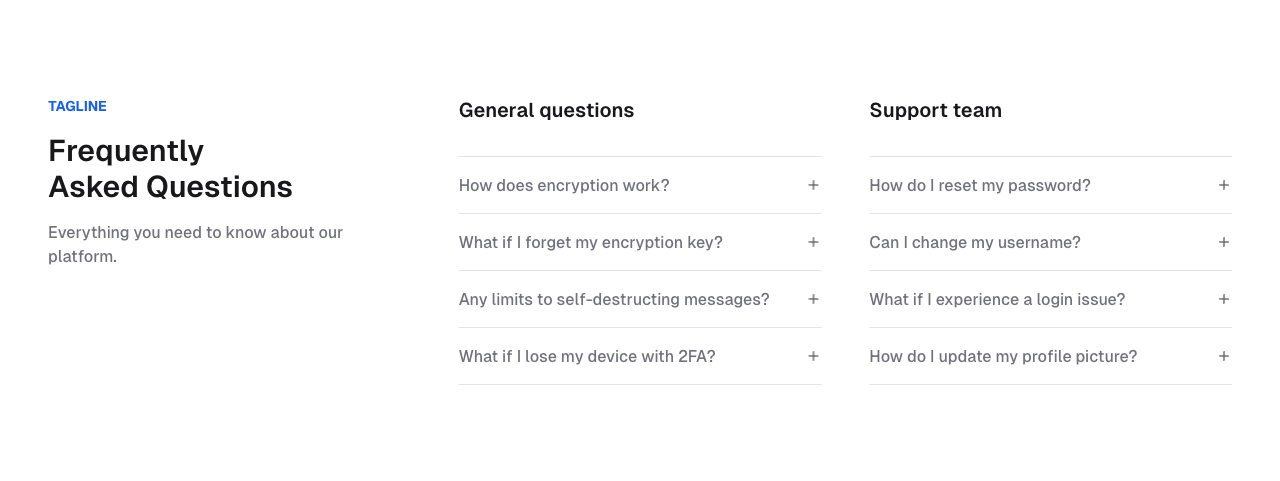 TAGLINE
Frequently
Asked Questions
Everything you need to know about our
platform.
General questions
How does encryption work?
What if I forget my encryption key?
Any limits to self-destructing messages?
What if I lose my device with 2FA?
Support team
How do I reset my password?
Can I change my username?
What if I experience a login issue?
How do I update my profile picture?